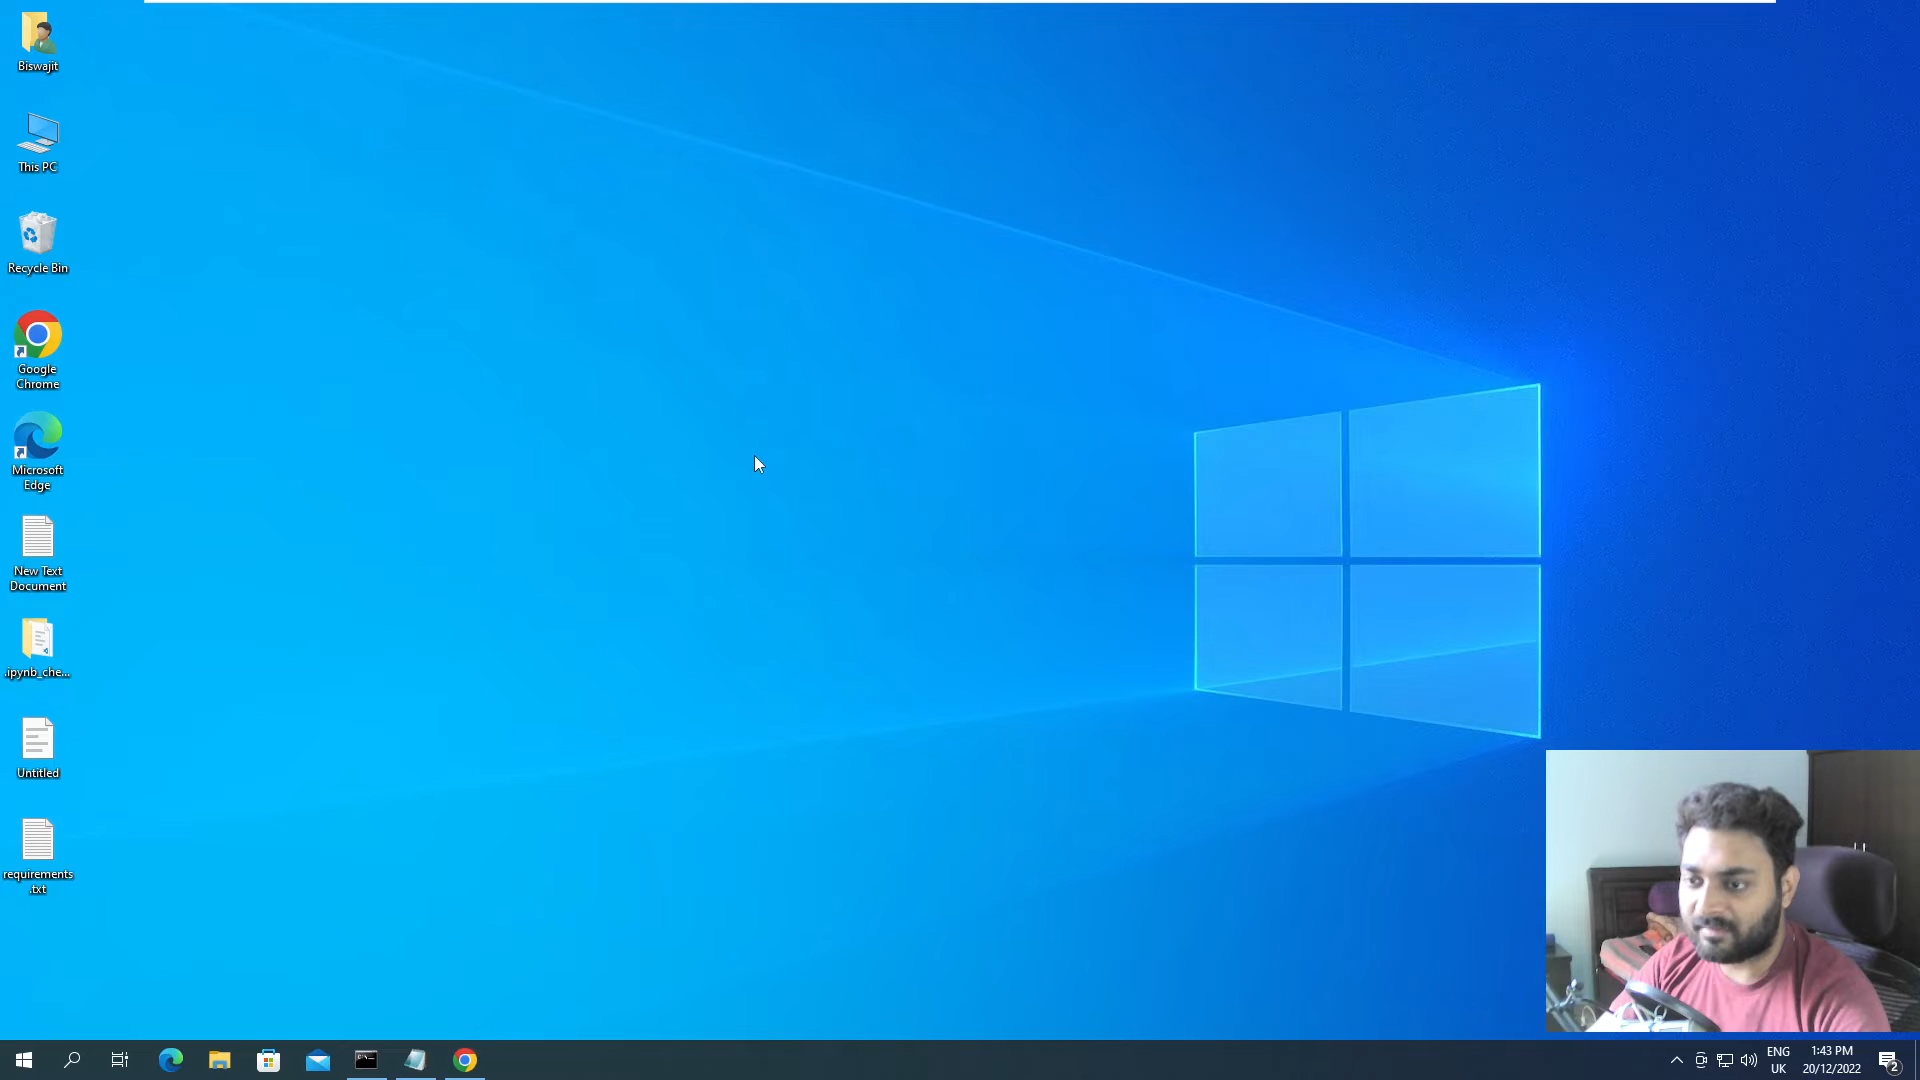 Biswajit
This PC
Recycle Bin
Google
Chrome
Microsoft
Edge
New Text
Document
.ipynb_che...
Untitled
requirements
.txt
ENG
UK
1:43 PM
20/12/2022
2